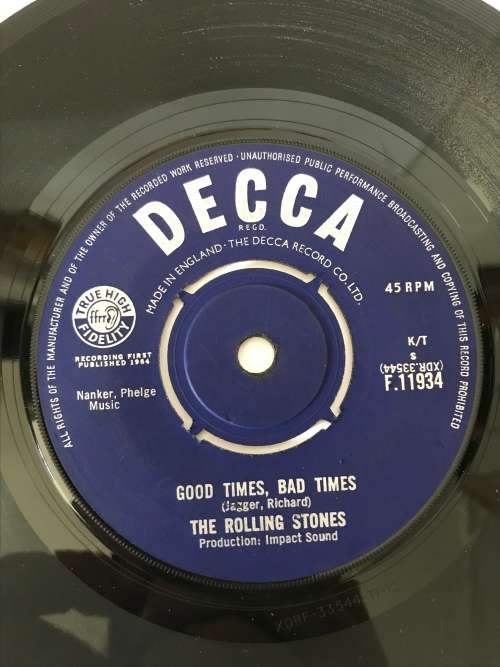 ALL RIGHTS OF THE MANUFACTURER AND OF THE OWNER OF THE RECORDED WORK RESERVED · UNAUTHORISED PUBLIC PERFORMANCE BROADCASTING AND COPYING OF THIS RECORD PROHIBITED
DECCA
REGD.
MADE IN ENGLAND · THE DECCA RECORD CO. LTD.
TRUE HIGH
ffrr
FIDELITY
RECORDING FIRST
PUBLISHED 1964
Nanker, Phelge
Music
45 RPM
K/T
S
(XDR.33544)
F.11934
GOOD TIMES, BAD TIMES
(Jagger, Richard)
THE ROLLING STONES
Production: Impact Sound